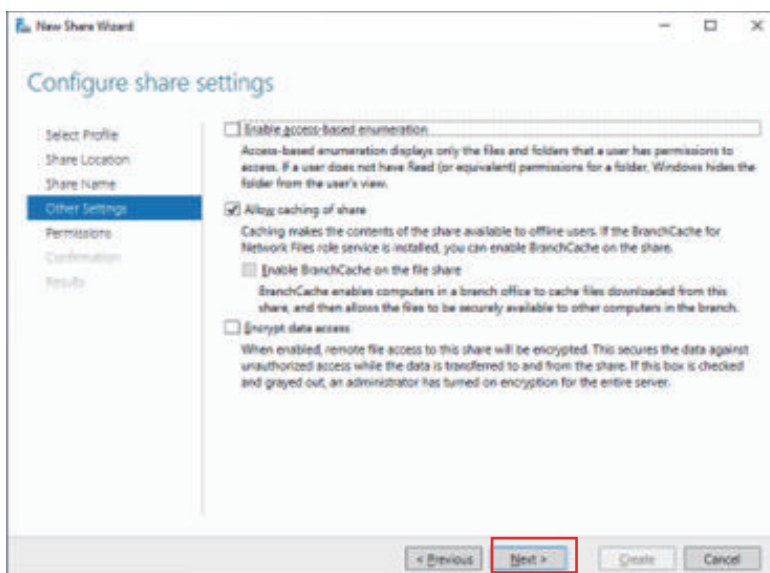 New Share Wizard
Configure share settings
Select Profile
Share Location
Share Name
Other Settings
Permissions
Confirmation
Results
Enable access-based enumeration
Access-based enumeration displays only the files and folders that a user has permissions to
access. If a user does not have Read (or equivalent) permissions for a folder, Windows hides the
folder from the user's view.
Allow caching of share
Caching makes the contents of the share available to offline users. If the BranchCache for
Network Files role service is installed, you can enable BranchCache on the share.
Enable BranchCache on the file share
BranchCache enables computers in a branch office to cache files downloaded from this
share, and then allows the files to be securely available to other computers in the branch.
Encrypt data access
When enabled, remote file access to this share will be encrypted. This secures the data against
unauthorized access while the data is transferred to and from the share. If this box is checked
and grayed out, an administrator has turned on encryption for the entire server.
< Previous Next > Create Cancel